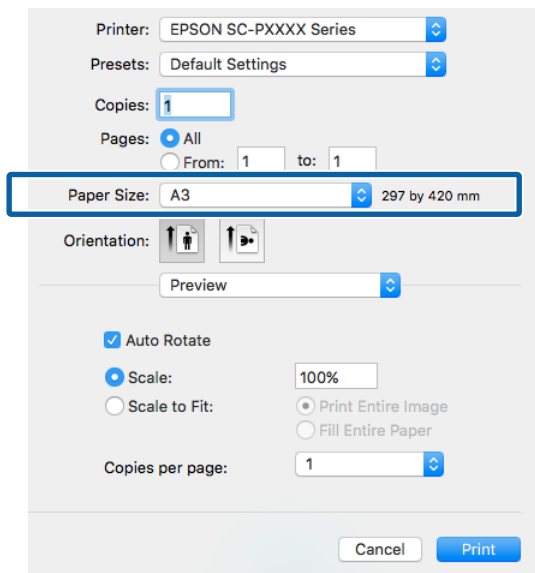 Printer: EPSON SC-PXXXX Series
Presets: Default Settings
Copies: 1
Pages: All
From: 1 to: 1
Paper Size: A3 297 by 420 mm
Orientation:
Preview
Auto Rotate
Scale: 100%
Scale to Fit: Print Entire Image
Fill Entire Paper
Copies per page: 1
Cancel Print